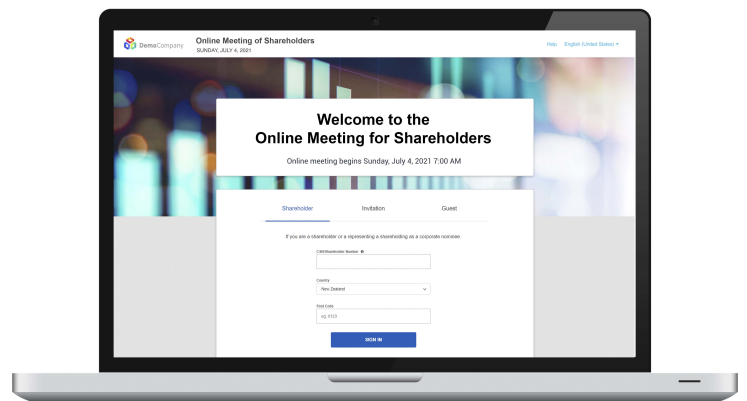 DemoCompany
Online Meeting of Shareholders
SUNDAY, JULY 4, 2021
Help English (United States)
Welcome to the
Online Meeting for Shareholders
Online meeting begins Sunday, July 4, 2021 7:00 AM
Shareholder Invitation Guest
If you are a shareholder or a representing a shareholding as a corporate nominee.
CSN/Shareholder Number
Country
New Zealand
Post Code
eg. 0123
SIGN IN